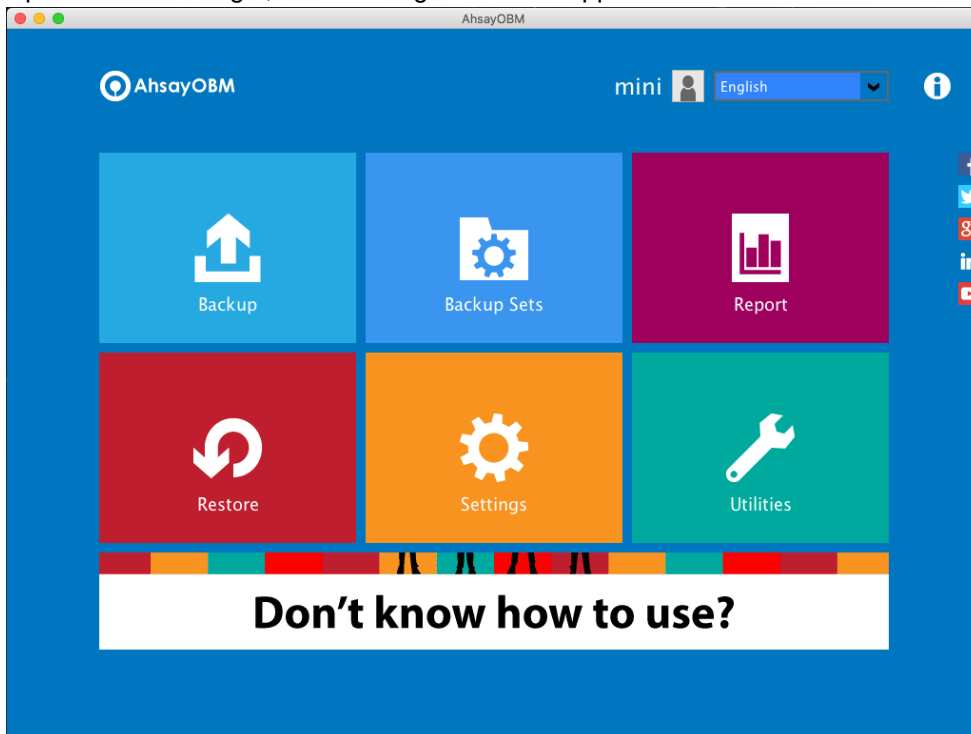 AhsayOBM
AhsayOBM
mini English
Backup Backup Sets Report
Restore Settings Utilities
Don't know how to use?